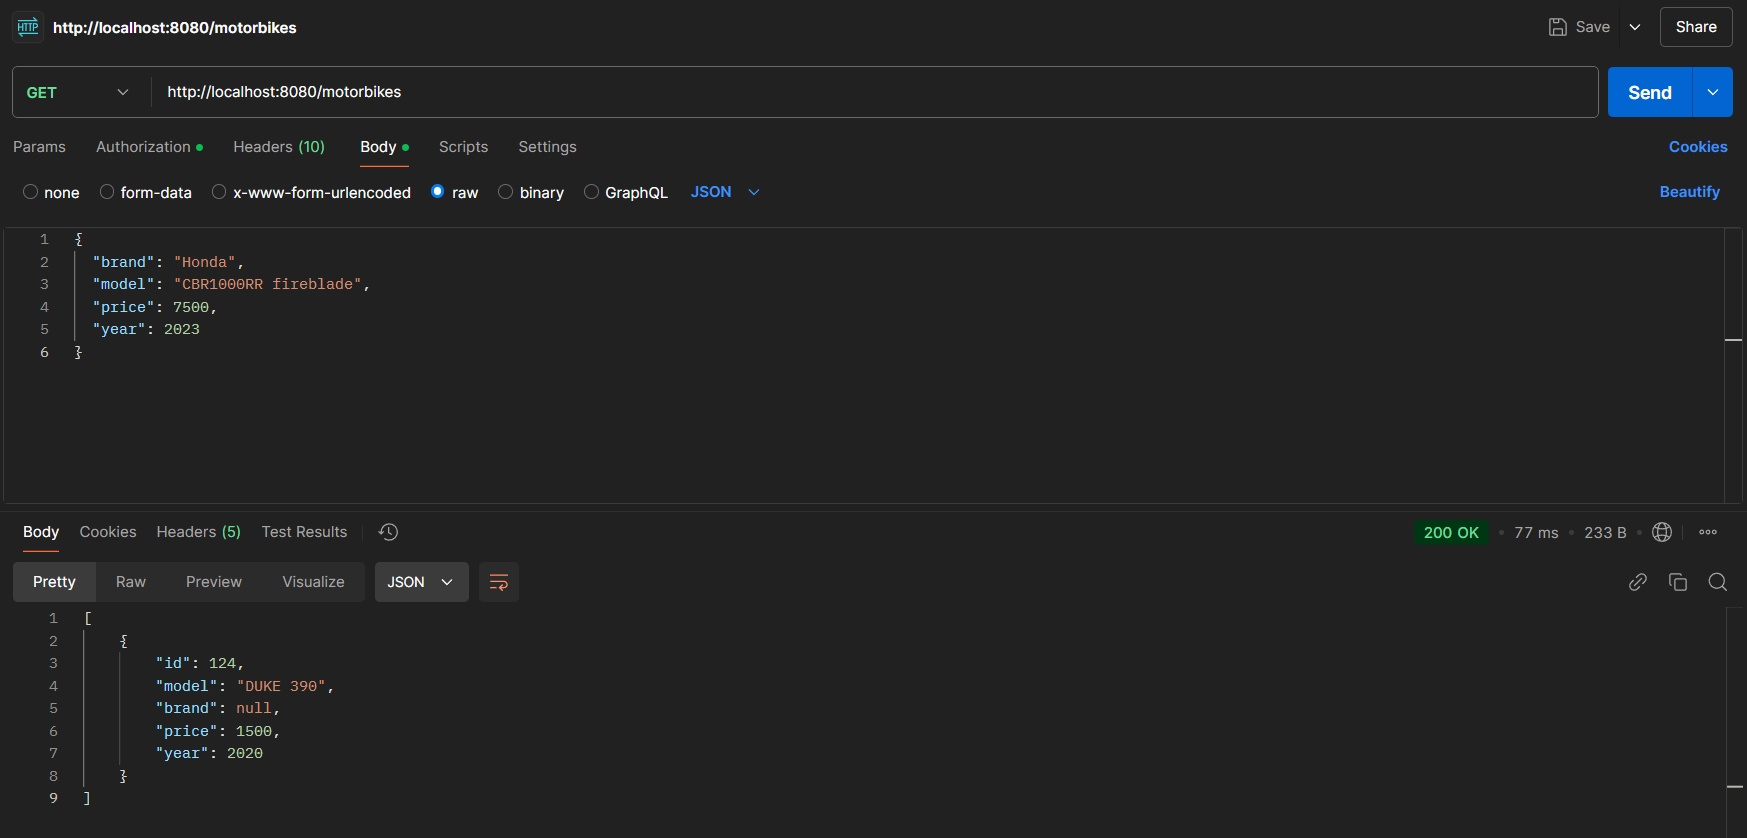 HTTP http://localhost:8080/motorbikes Save Share
GET http://localhost:8080/motorbikes Send
Params Authorization Headers (10) Body Scripts Settings Cookies
none form-data x-www-form-urlencoded raw binary GraphQL JSON Beautify
1 {
2 "brand": "Honda",
3 "model": "CBR1000RR fireblade",
4 "price": 7500,
5 "year": 2023
6 }
Body Cookies Headers (5) Test Results 200 OK • 77 ms • 233 B •
Pretty Raw Preview Visualize JSON
1 [
2 {
3 "id": 124,
4 "model": "DUKE 390",
5 "brand": null,
6 "price": 1500,
7 "year": 2020
8 }
9 ]